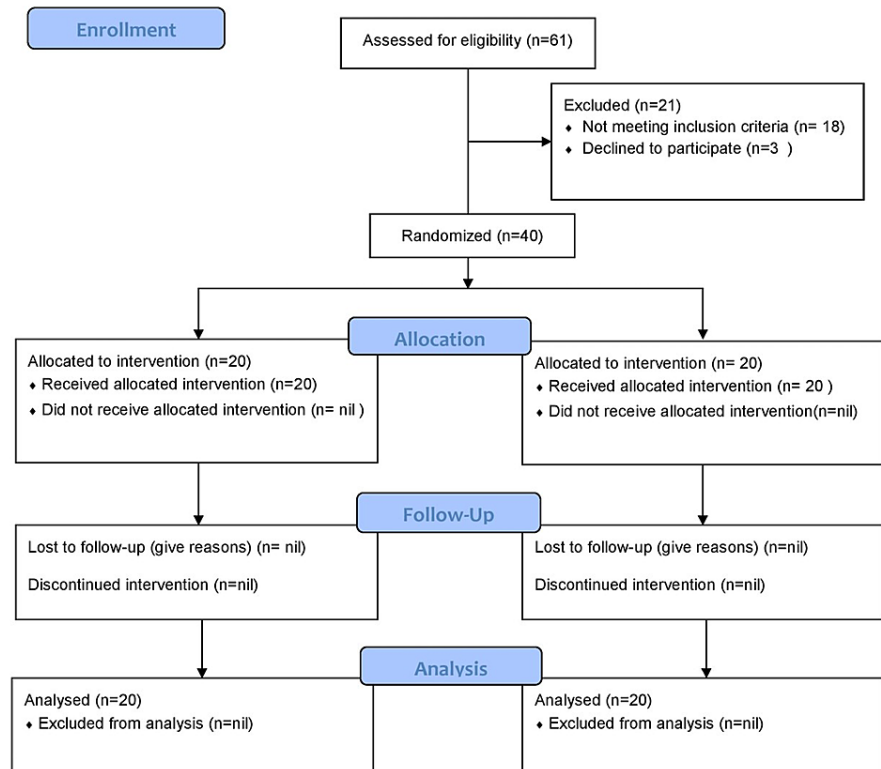 Enrollment
Assessed for eligibility (n=61)
Excluded (n=21)
♦ Not meeting inclusion criteria (n= 18)
♦ Declined to participate (n=3 )
Randomized (n=40)
Allocation
Allocated to intervention (n=20)
♦ Received allocated intervention (n=20)
♦ Did not receive allocated intervention (n= nil )
Allocated to intervention (n= 20)
♦ Received allocated intervention (n= 20 )
♦ Did not receive allocated intervention(n=nil)
Follow-Up
Lost to follow-up (give reasons) (n= nil)
Discontinued intervention (n=nil)
Lost to follow-up (give reasons) (n=nil)
Discontinued intervention (n=nil)
Analysis
Analysed (n=20)
♦ Excluded from analysis (n=nil)
Analysed (n=20)
♦ Excluded from analysis (n=nil)